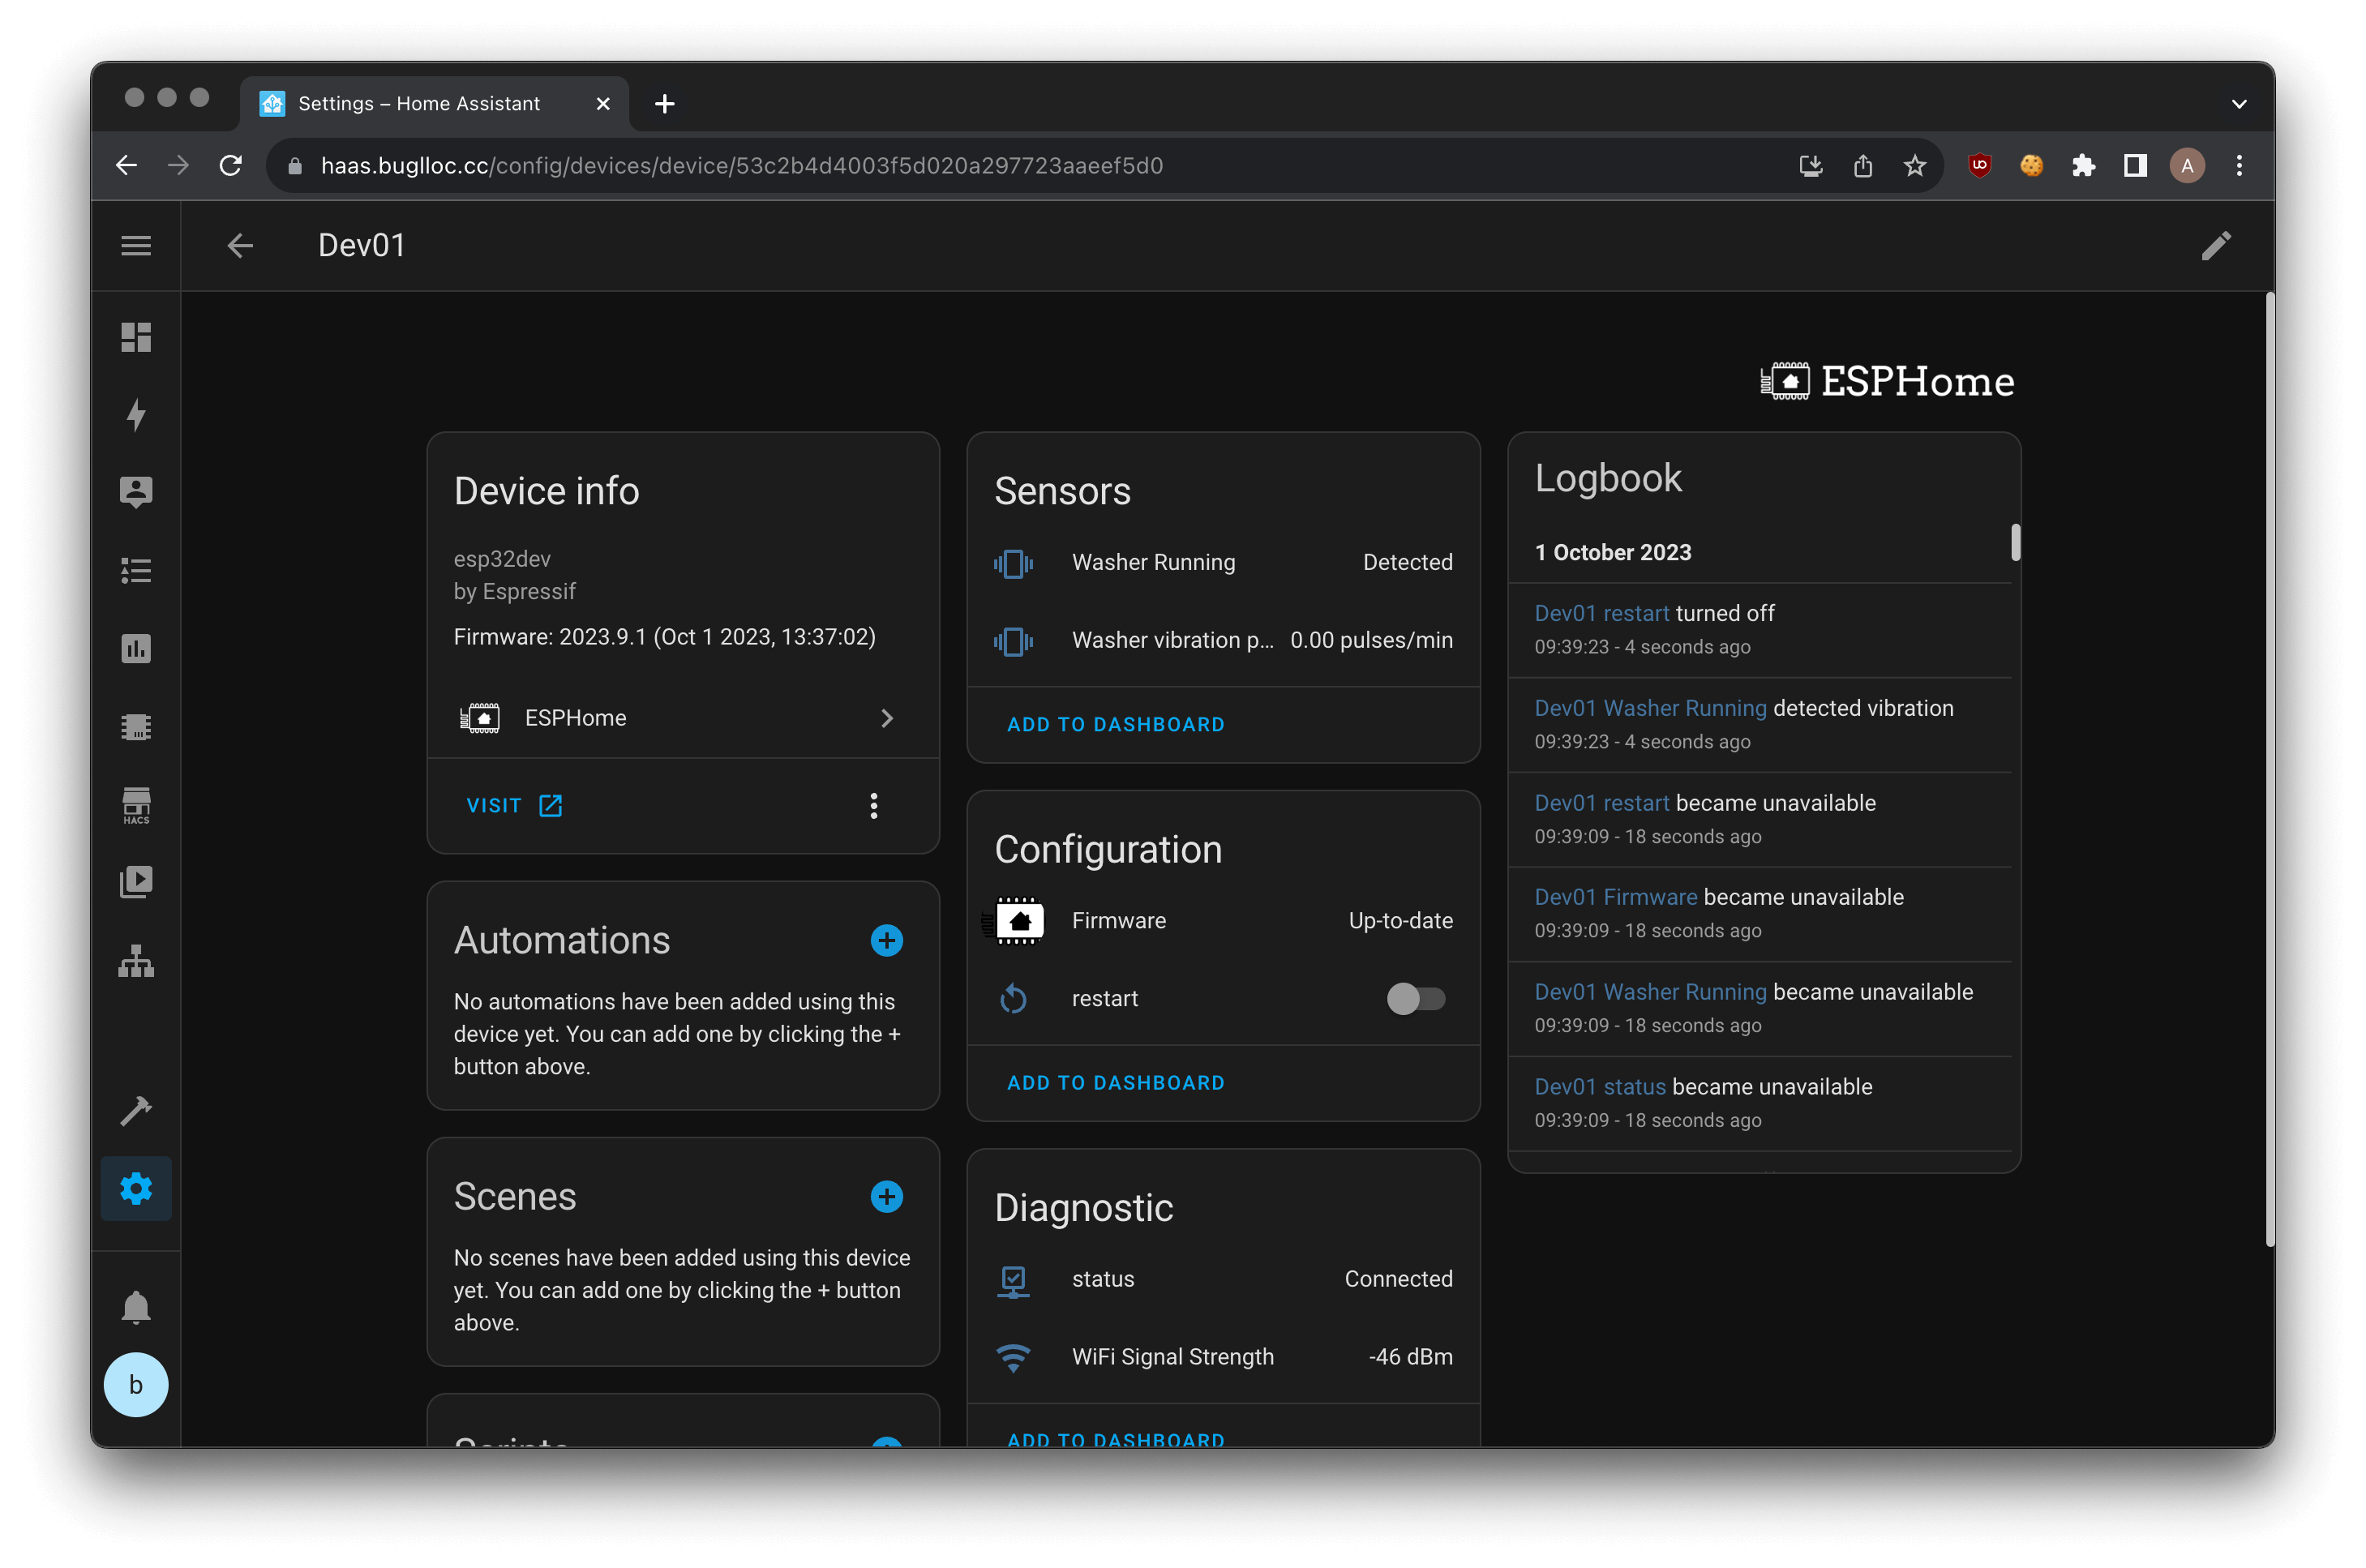 Settings – Home Assistant
haas.buglloc.cc/config/devices/device/53c2b4d4003f5d020a297723aaeef5d0
A
Dev01
ESPHome
Device info
esp32dev
by Espressif
Firmware: 2023.9.1 (Oct 1 2023, 13:37:02)
ESPHome
VISIT
Automations
No automations have been added using this
device yet. You can add one by clicking the +
button above.
Scenes
No scenes have been added using this device
yet. You can add one by clicking the + button
above.
Scripts
Sensors
Washer Running Detected
Washer vibration p... 0.00 pulses/min
ADD TO DASHBOARD
Configuration
Firmware Up-to-date
restart
ADD TO DASHBOARD
Diagnostic
status Connected
WiFi Signal Strength -46 dBm
ADD TO DASHBOARD
Logbook
1 October 2023
Dev01 restart turned off
09:39:23 - 4 seconds ago
Dev01 Washer Running detected vibration
09:39:23 - 4 seconds ago
Dev01 restart became unavailable
09:39:09 - 18 seconds ago
Dev01 Firmware became unavailable
09:39:09 - 18 seconds ago
Dev01 Washer Running became unavailable
09:39:09 - 18 seconds ago
Dev01 status became unavailable
09:39:09 - 18 seconds ago
HACS
b
UO